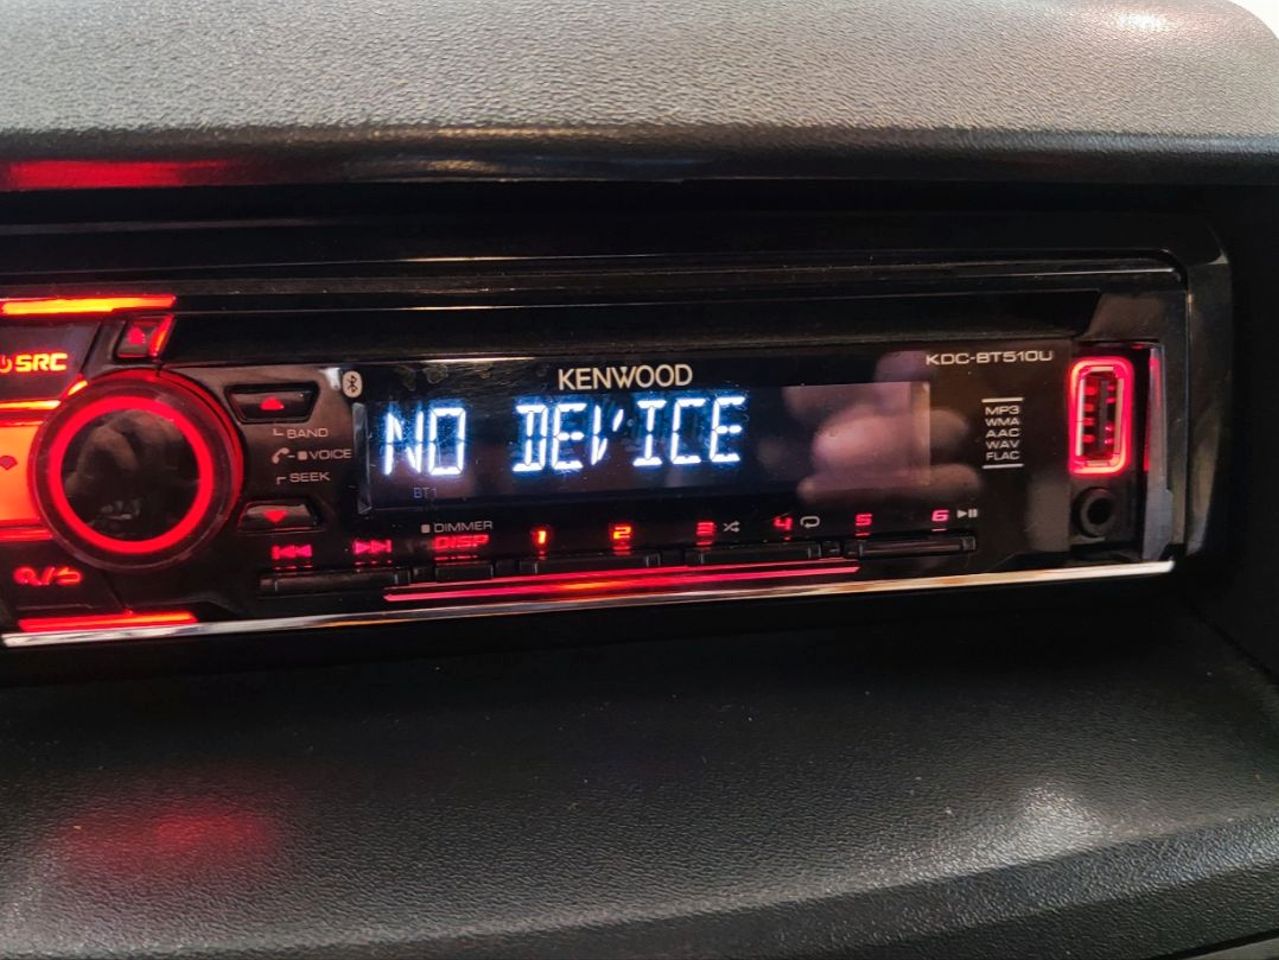 SRC
KENWOOD
KDC-BT510U
NO DEVICE
BT1
BAND
VOICE
SEEK
MP3
WMA
AAC
WAV
FLAC
DIMMER
DISP
1 2 3 4 5 6